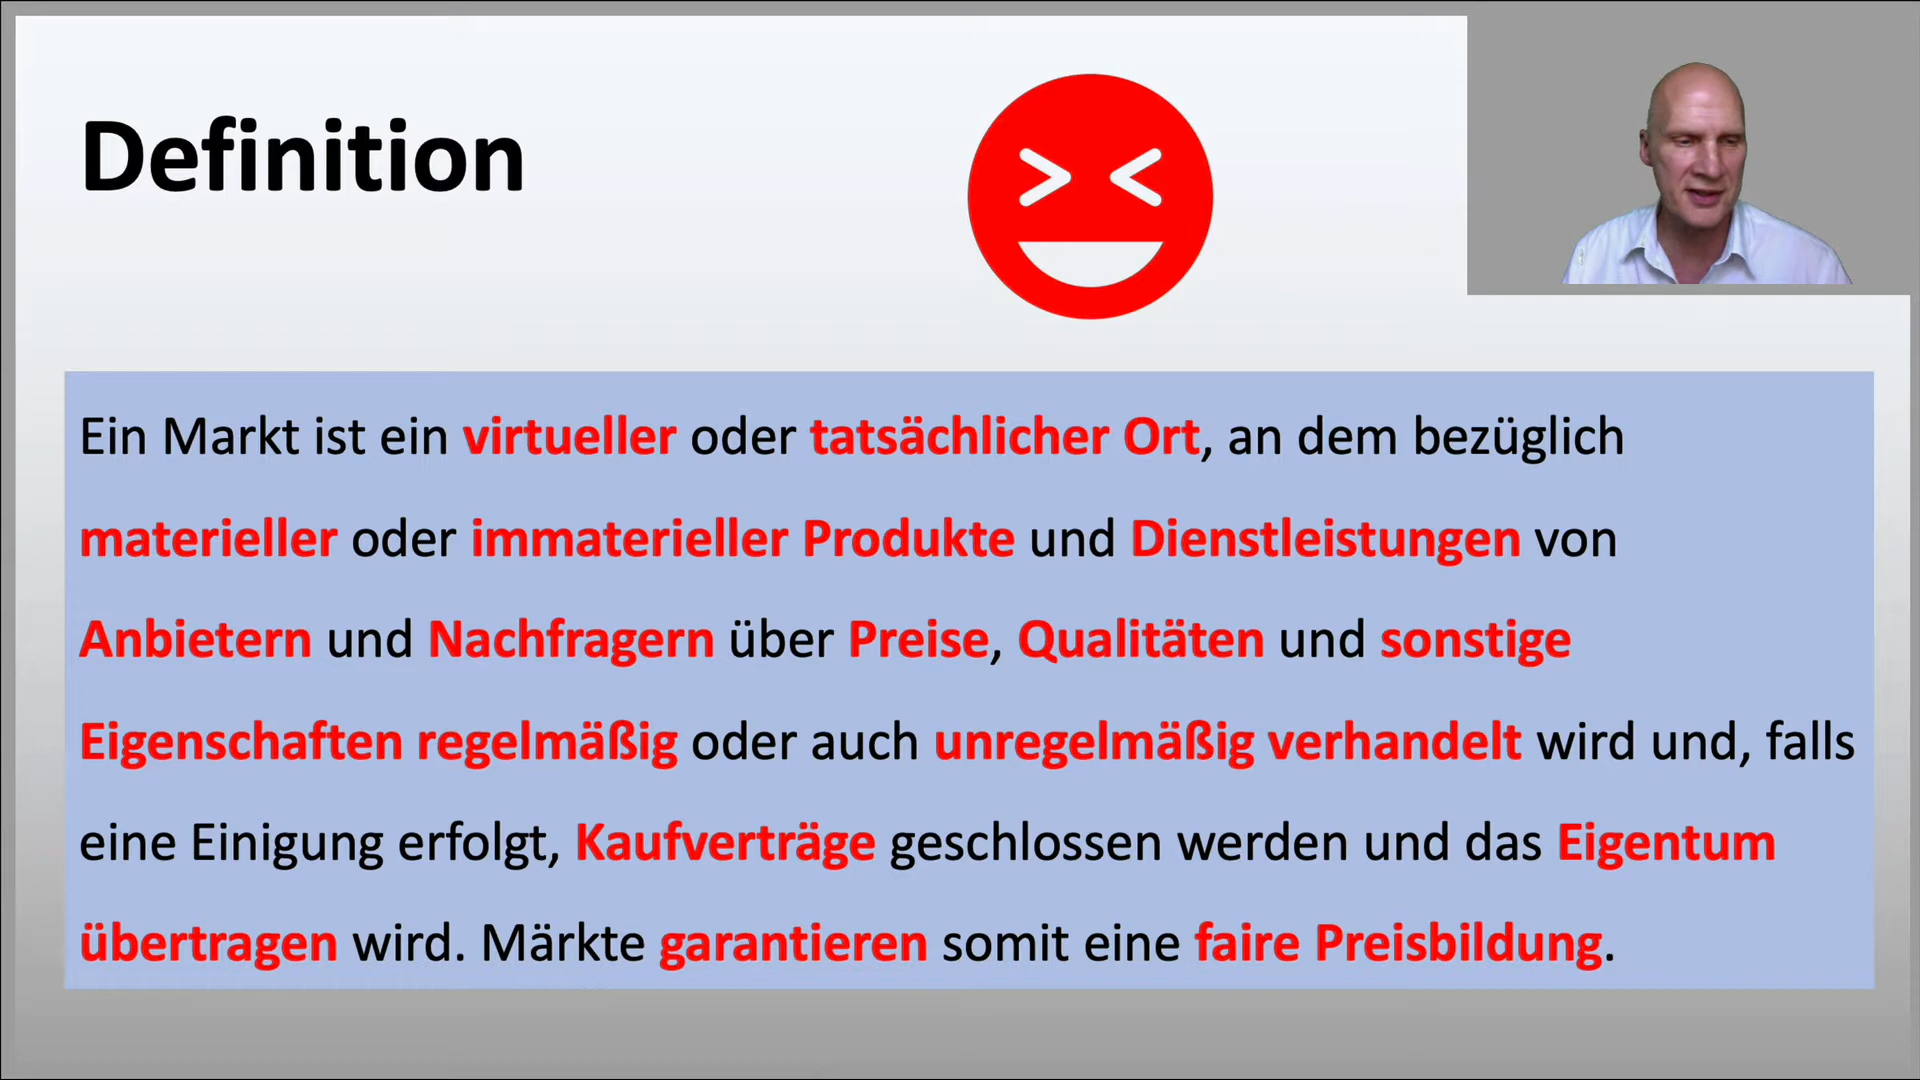 Definition
Ein Markt ist ein virtueller oder tatsächlicher Ort, an dem bezüglich
materieller oder immaterieller Produkte und Dienstleistungen von
Anbietern und Nachfragern über Preise, Qualitäten und sonstige
Eigenschaften regelmäßig oder auch unregelmäßig verhandelt wird und, falls
eine Einigung erfolgt, Kaufverträge geschlossen werden und das Eigentum
übertragen wird. Märkte garantieren somit eine faire Preisbildung.